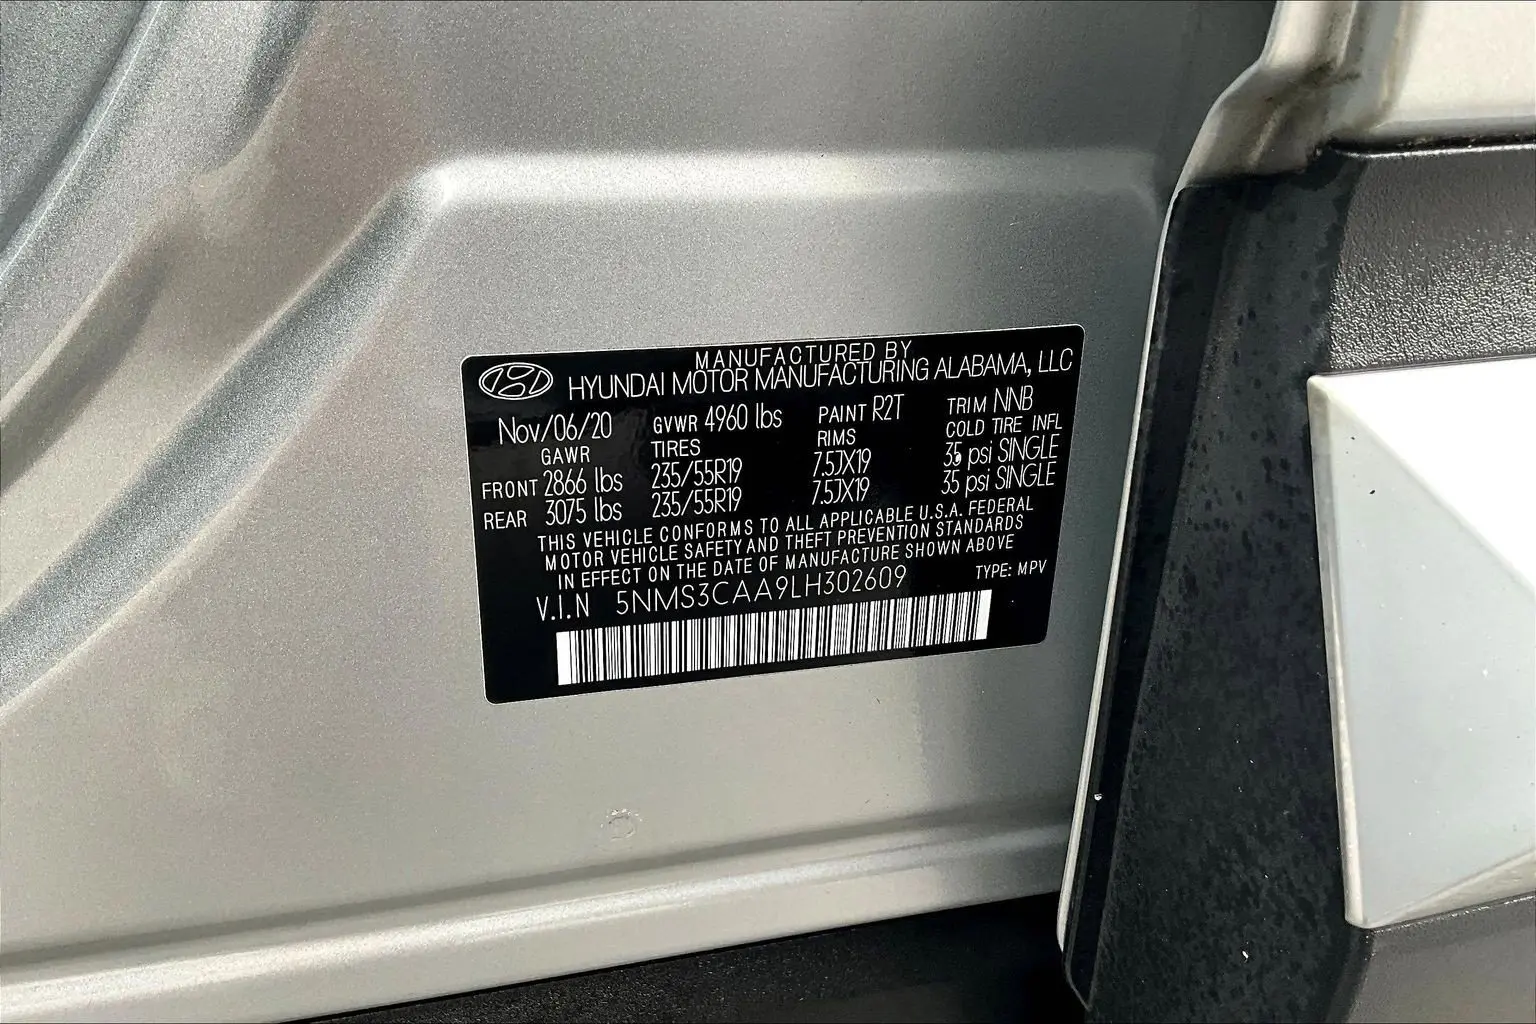 MANUFACTURED BY
HYUNDAI MOTOR MANUFACTURING ALABAMA, LLC
Nov/06/20 GVWR 4960 lbs PAINT R2T TRIM NNB
GAWR TIRES RIMS COLD TIRE INFL
FRONT 2866 lbs 235/55R19 7.5JX19 35 psi SINGLE
REAR 3075 lbs 235/55R19 7.5JX19 35 psi SINGLE
THIS VEHICLE CONFORMS TO ALL APPLICABLE U.S.A. FEDERAL
MOTOR VEHICLE SAFETY AND THEFT PREVENTION STANDARDS
IN EFFECT ON THE DATE OF MANUFACTURE SHOWN ABOVE
V.I.N 5NMS3CAA9LH302609 TYPE: MPV